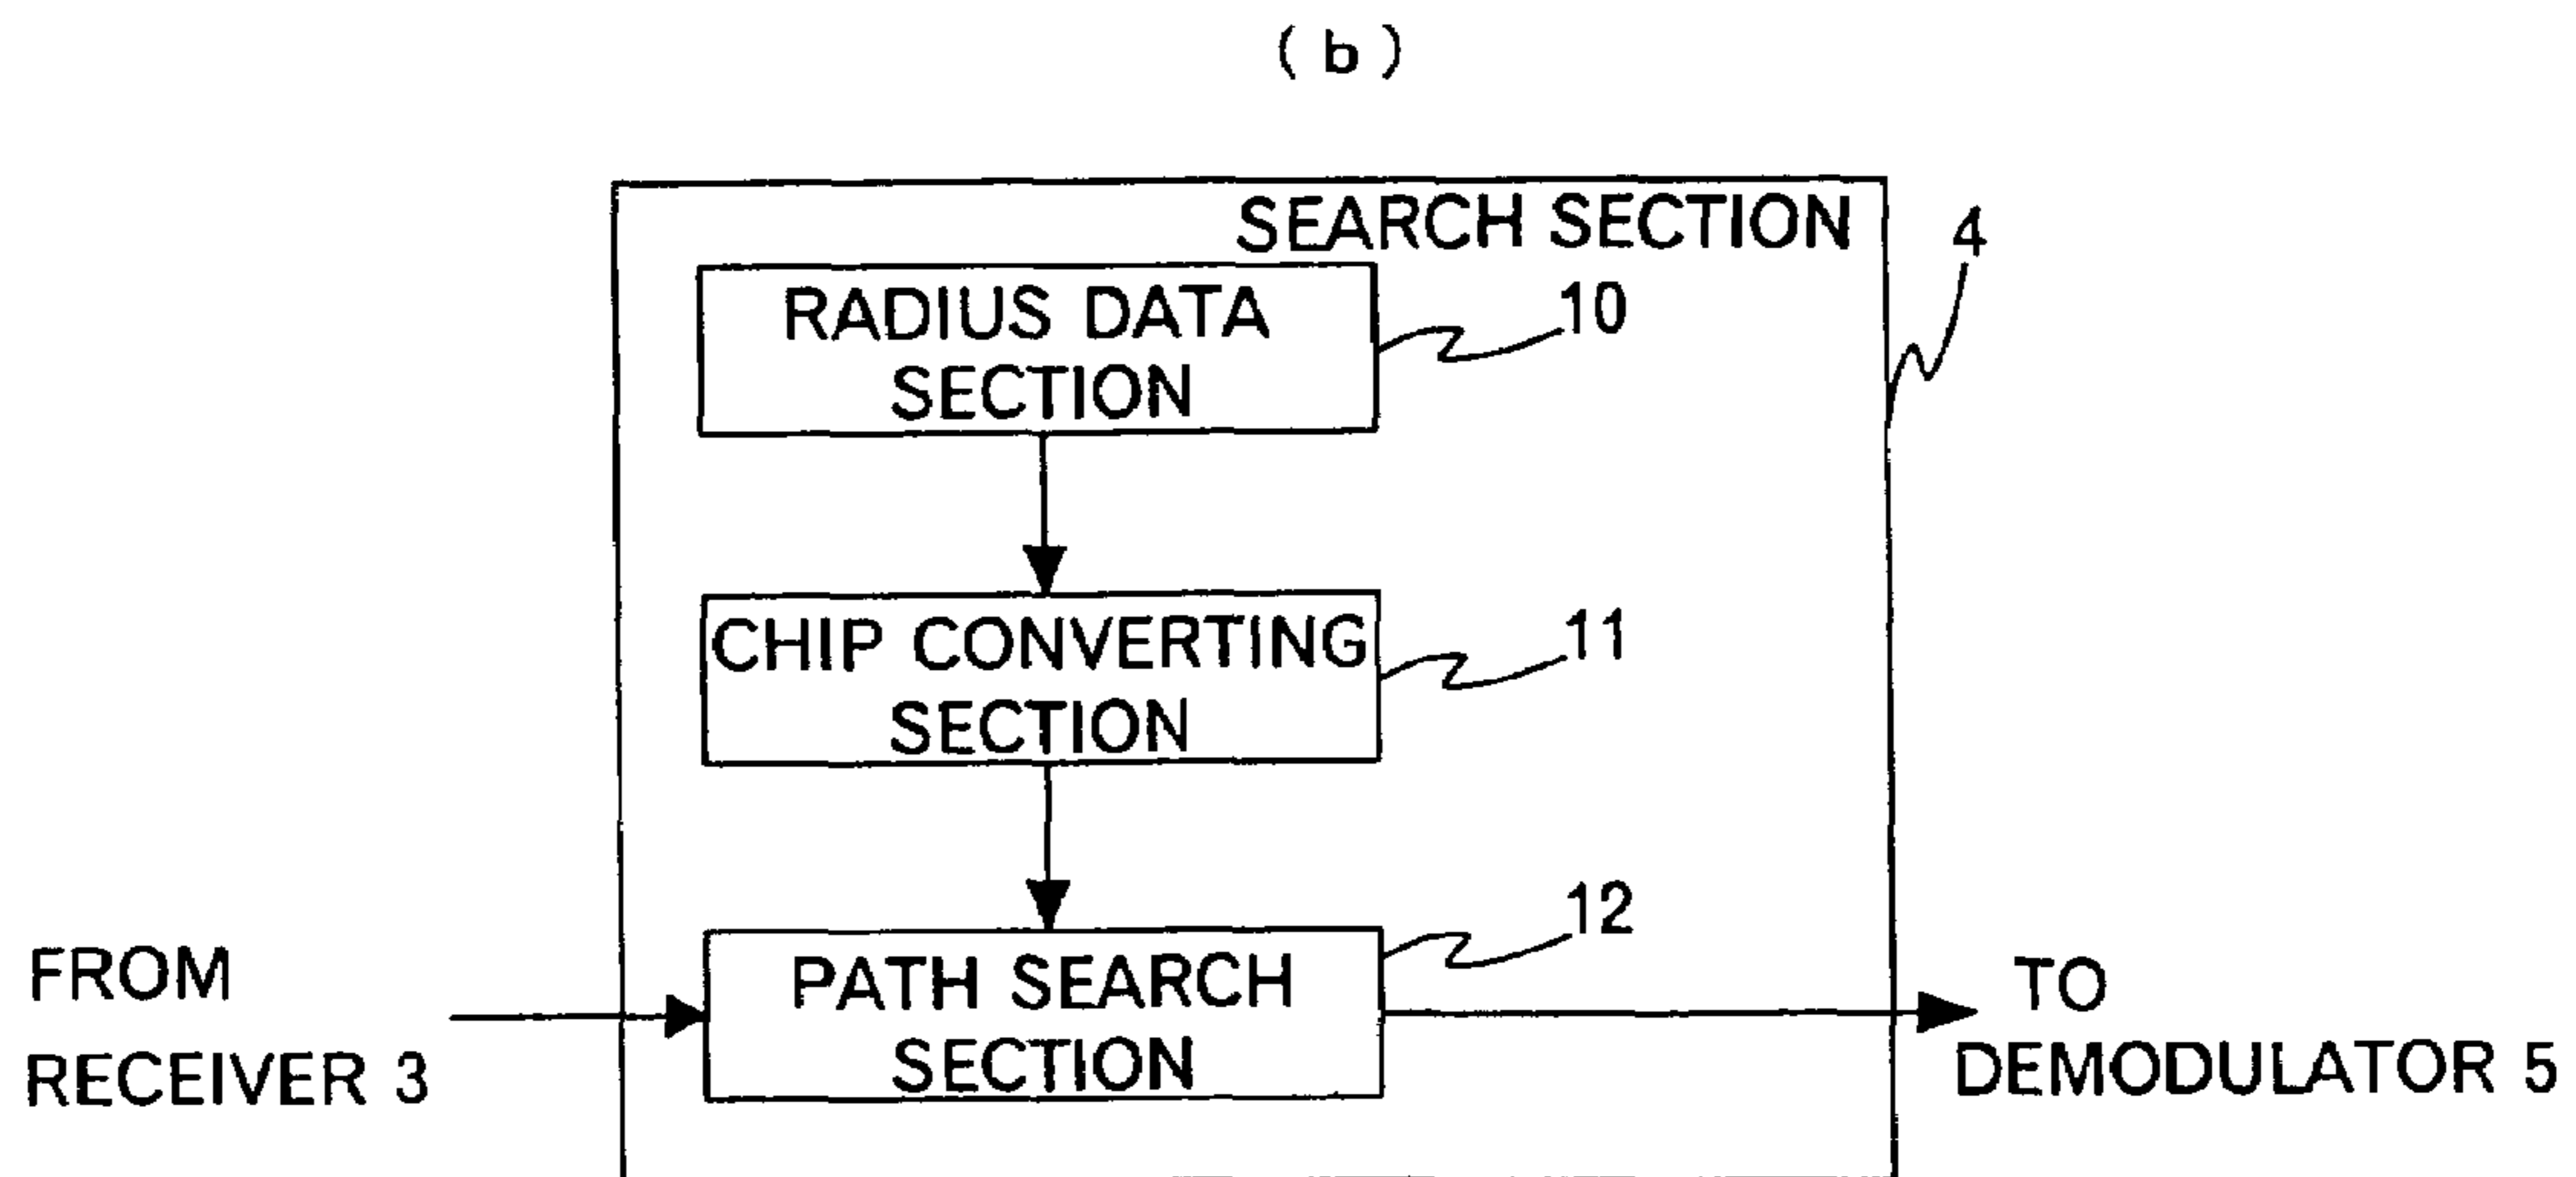 ( b )
SEARCH SECTION
4
RADIUS DATA
SECTION
10
CHIP CONVERTING
SECTION
11
PATH SEARCH
SECTION
12
FROM
RECEIVER 3
TO
DEMODULATOR 5